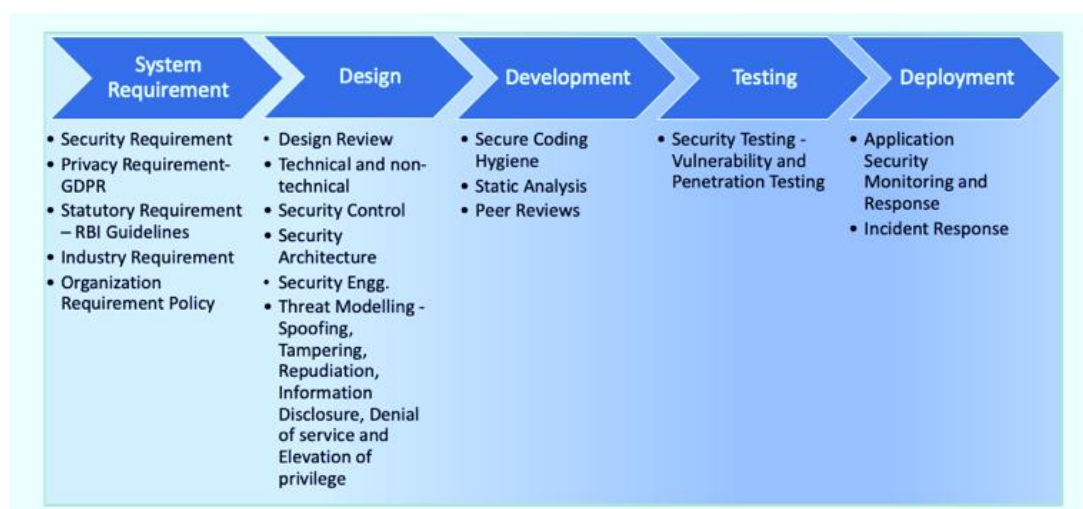 System
Requirement
• Security Requirement
• Privacy Requirement-
GDPR
• Statutory Requirement
– RBI Guidelines
• Industry Requirement
• Organization
Requirement Policy
Design
• Design Review
• Technical and non-
technical
• Security Control
• Security
Architecture
• Security Engg.
• Threat Modelling -
Spoofing,
Tampering,
Repudiation,
Information
Disclosure, Denial
of service and
Elevation of
privilege
Development
• Secure Coding
Hygiene
• Static Analysis
• Peer Reviews
Testing
• Security Testing -
Vulnerability and
Penetration Testing
Deployment
• Application
Security
Monitoring and
Response
• Incident Response